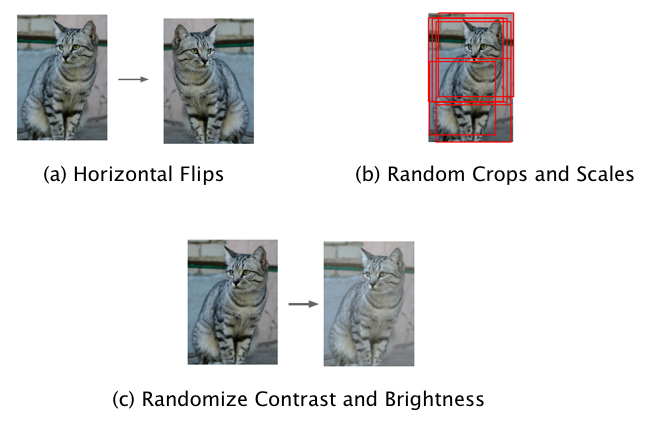 (a) Horizontal Flips
(b) Random Crops and Scales
(c) Randomize Contrast and Brightness